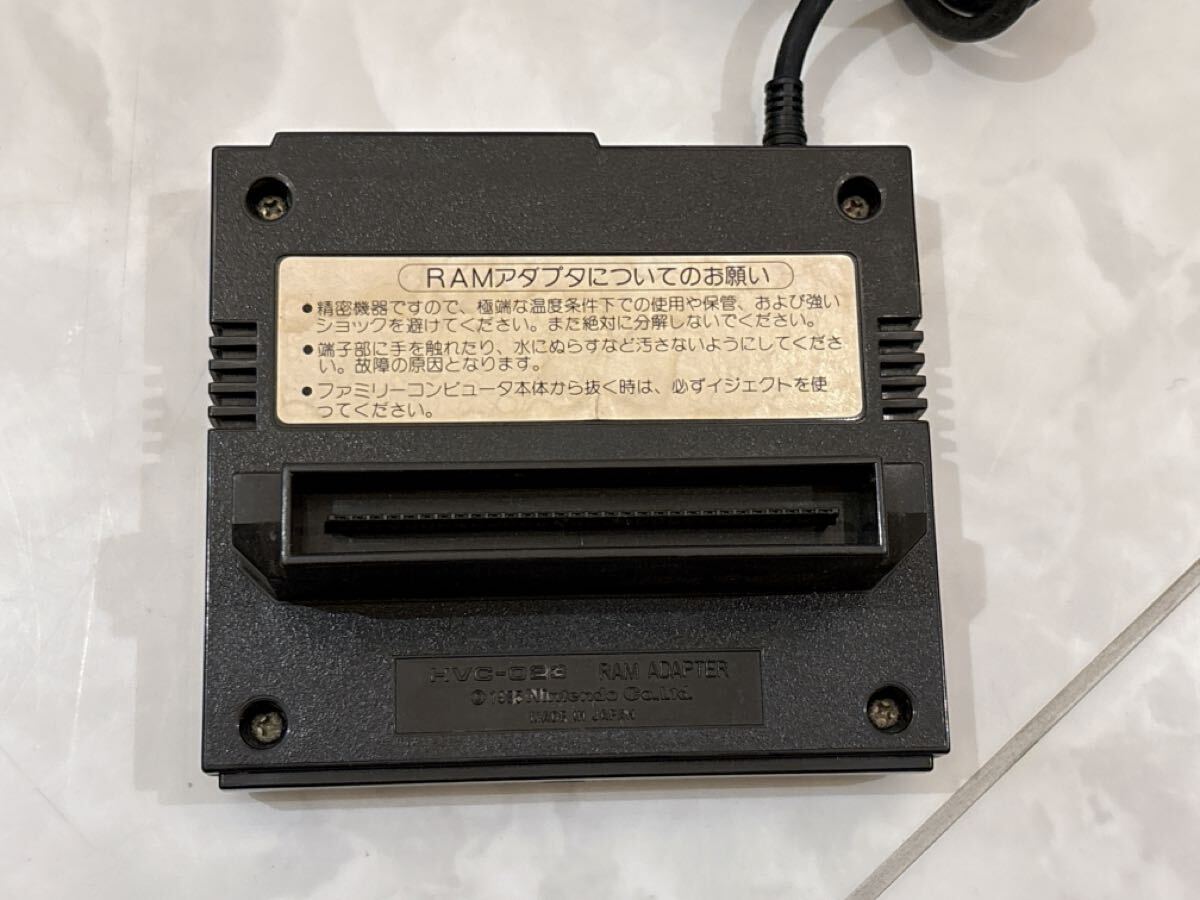 RAMアダプタについてのお願い
●精密機器ですので、極端な温度条件下での使用や保管、および強い
ショックを避けてください。また絶対に分解しないでください。
●端子部に手を触れたり、水にぬらすなど汚さないようにしてくださ
い。故障の原因となります。
●ファミリーコンピュータ本体から抜く時は、必ずイジェクトを使
ってください。
HVC-023 RAM ADAPTER
©1985 Nintendo Co,Ltd.
MADE IN JAPAN